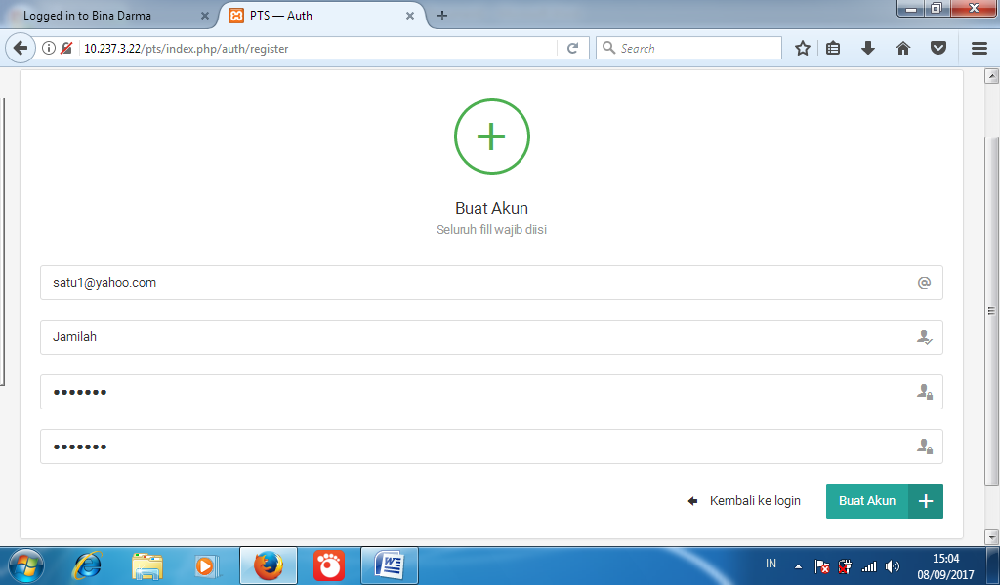 Logged in to Bina Darma
PTS — Auth
10.237.3.22/pts/index.php/auth/register
Search
Buat Akun
Seluruh fill wajib diisi
satu1@yahoo.com
@
Jamilah
•••••••
•••••••
Kembali ke login
Buat Akun
IN
15:04
08/09/2017